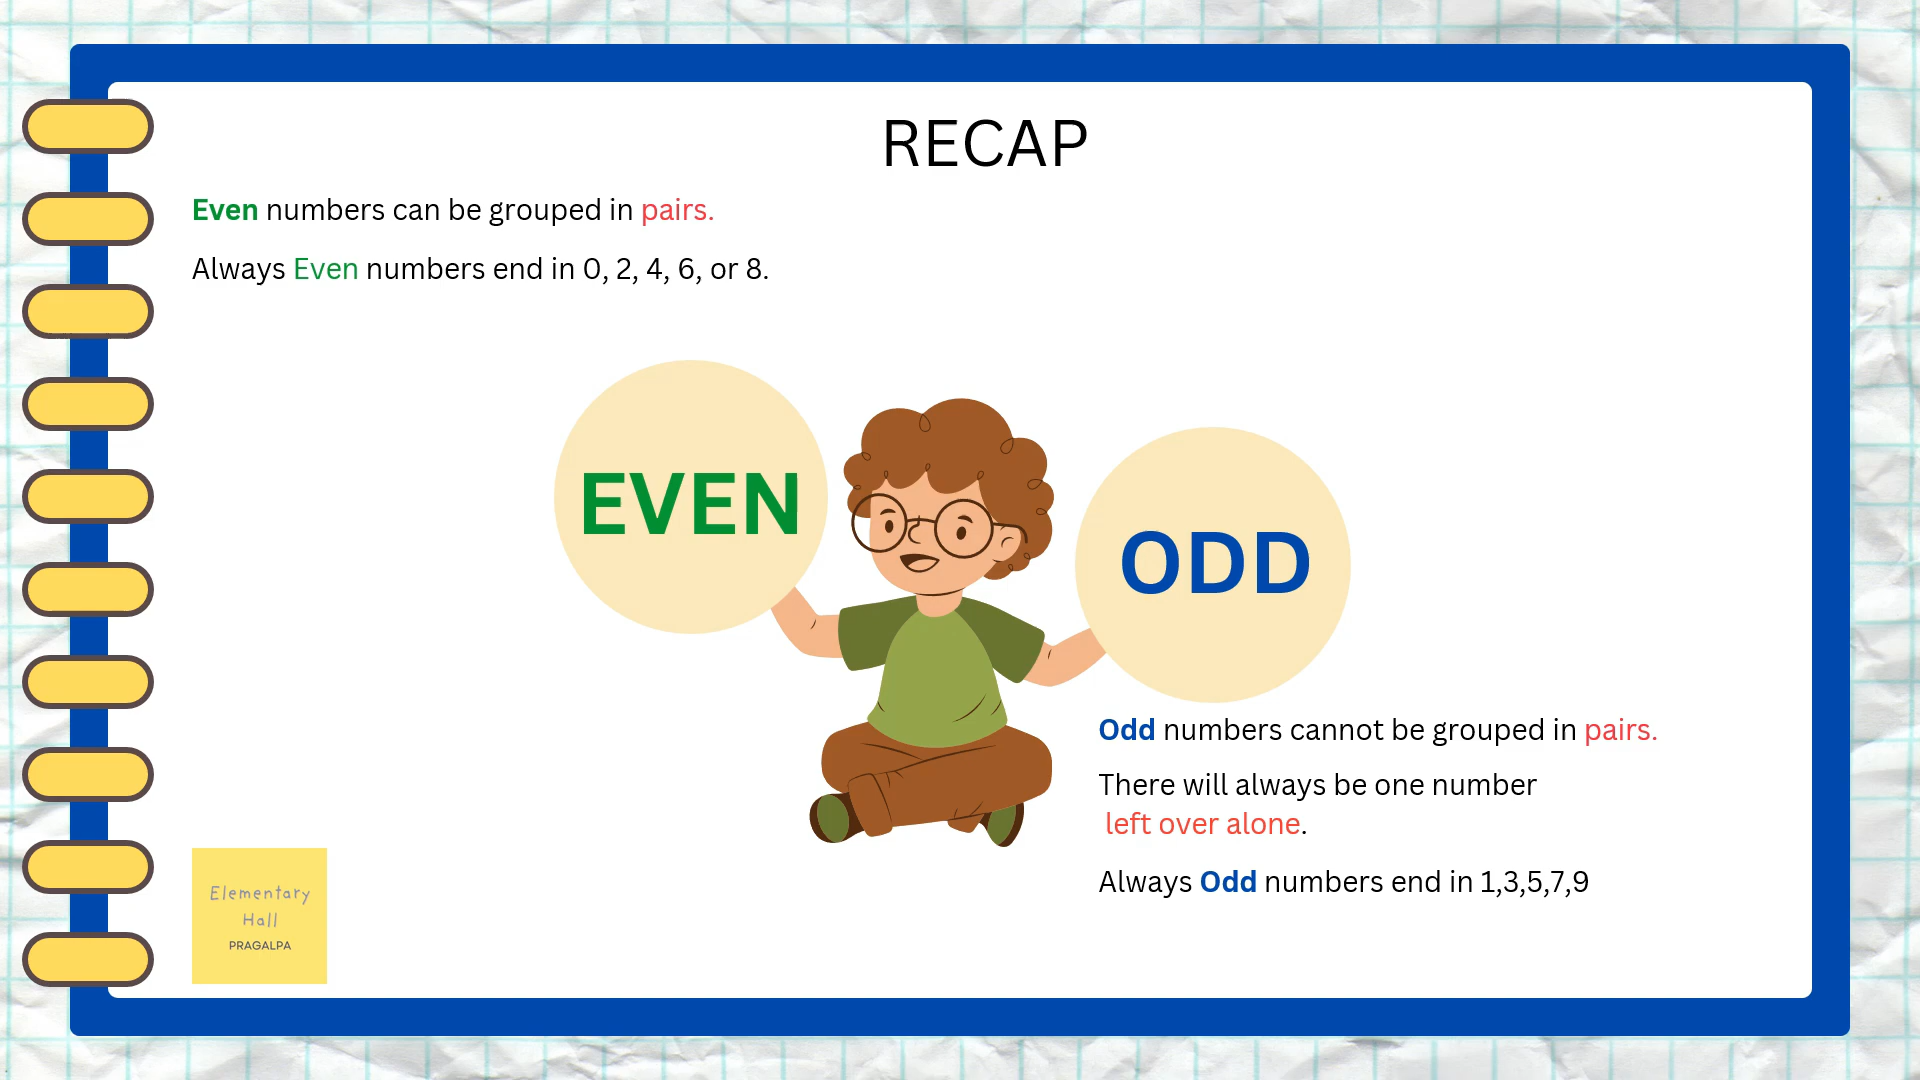 RECAP
Even numbers can be grouped in pairs.
Always Even numbers end in 0, 2, 4, 6, or 8.
EVEN
ODD
Odd numbers cannot be grouped in pairs.
There will always be one number
left over alone.
Always Odd numbers end in 1,3,5,7,9
Elementary
Hall
PRAGALPA